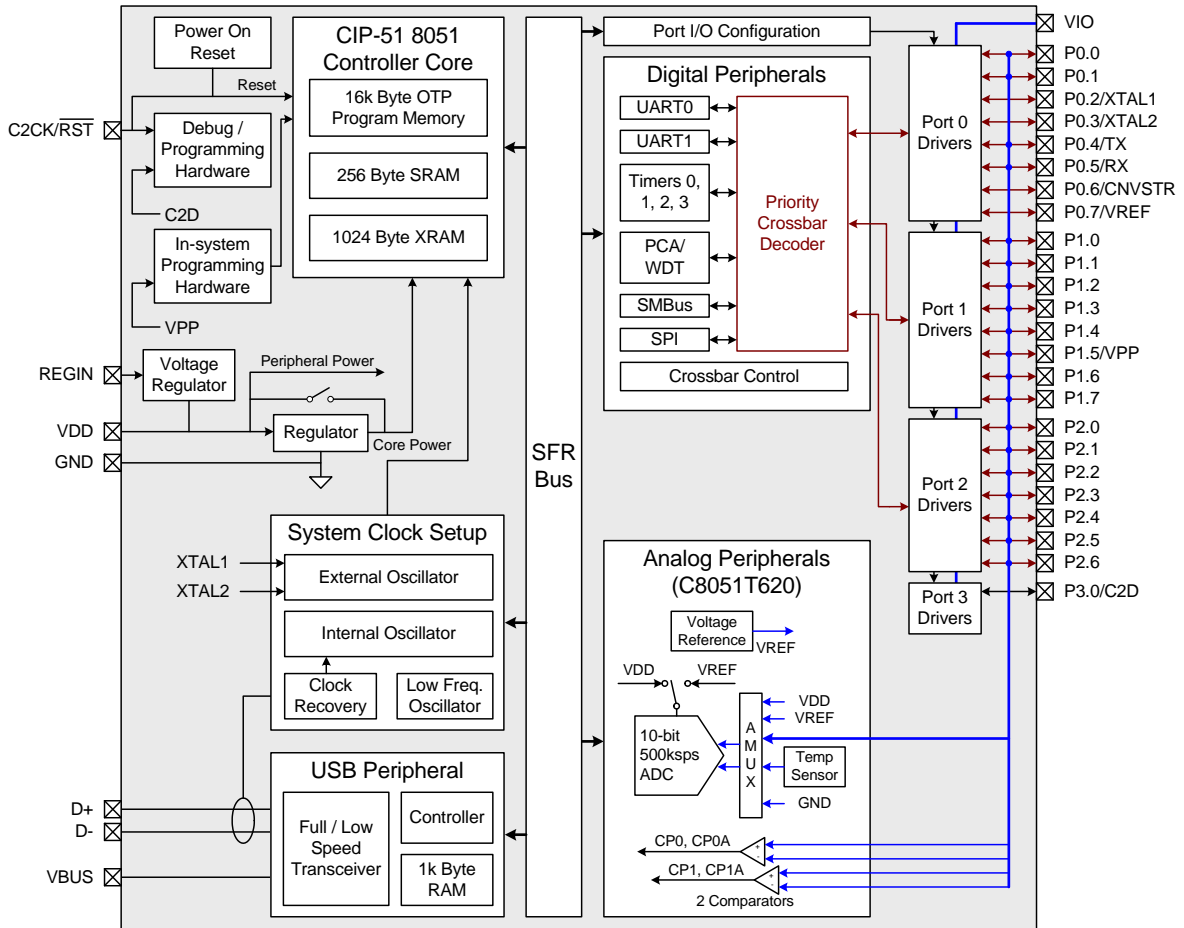 Power On
Reset
Reset
C2CK/RST
Debug /
Programming
Hardware
C2D
In-system
Programming
Hardware
VPP
CIP-51 8051
Controller Core
16k Byte OTP
Program Memory
256 Byte SRAM
1024 Byte XRAM
REGIN
Voltage
Regulator
Peripheral Power
VDD
Regulator
Core Power
GND
System Clock Setup
XTAL1
XTAL2
External Oscillator
Internal Oscillator
Clock
Recovery
Low Freq.
Oscillator
USB Peripheral
D+
D-
VBUS
Full / Low
Speed
Transceiver
Controller
1k Byte
RAM
SFR
Bus
Port I/O Configuration
Digital Peripherals
UART0
UART1
Timers 0,
1, 2, 3
PCA/
WDT
SMBus
SPI
Priority
Crossbar
Decoder
Crossbar Control
Analog Peripherals
(C8051T620)
Voltage
Reference
VREF
VDD
VREF
10-bit
500ksps
ADC
A
M
U
X
VDD
VREF
Temp
Sensor
GND
CP0, CP0A
+
-
CP1, CP1A
+
-
2 Comparators
Port 0
Drivers
Port 1
Drivers
Port 2
Drivers
Port 3
Drivers
VIO
P0.0
P0.1
P0.2/XTAL1
P0.3/XTAL2
P0.4/TX
P0.5/RX
P0.6/CNVSTR
P0.7/VREF
P1.0
P1.1
P1.2
P1.3
P1.4
P1.5/VPP
P1.6
P1.7
P2.0
P2.1
P2.2
P2.3
P2.4
P2.5
P2.6
P3.0/C2D